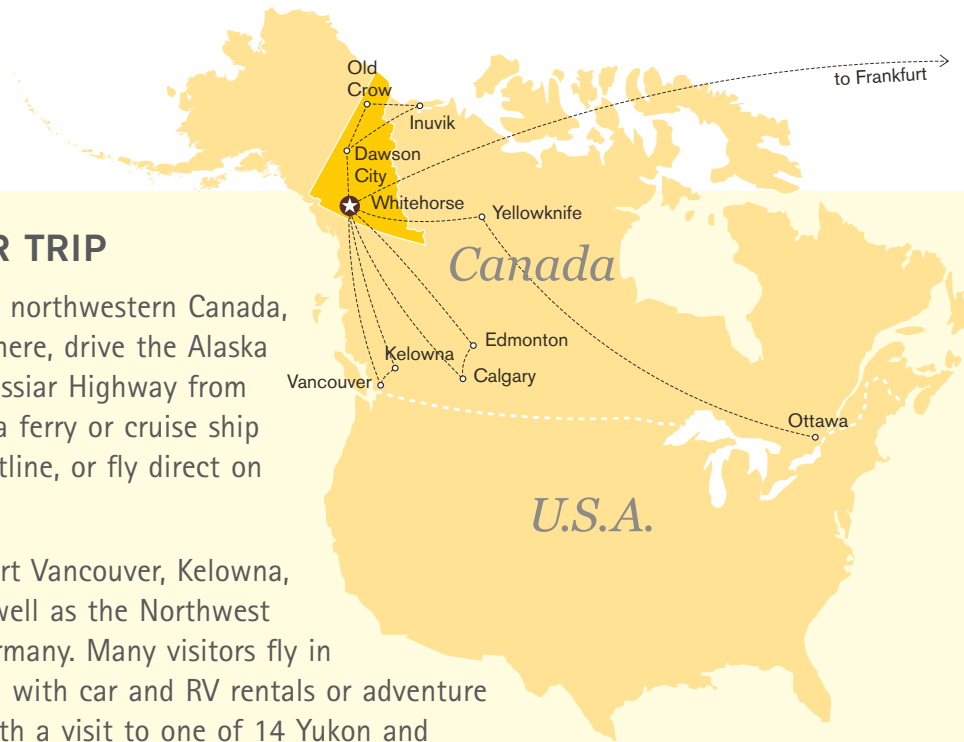 Old
Crow
to Frankfurt
Inuvik
Dawson
City
Whitehorse
Yellowknife
Canada
Edmonton
Kelowna
Calgary
Vancouver
Ottawa
U.S.A.
R TRIP
northwestern Canada,
here, drive the Alaska
ssiar Highway from
a ferry or cruise ship
tline, or fly direct on
rt Vancouver, Kelowna,
well as the Northwest
rmany. Many visitors fly in
with car and RV rentals or adventure
th a visit to one of 14 Yukon and